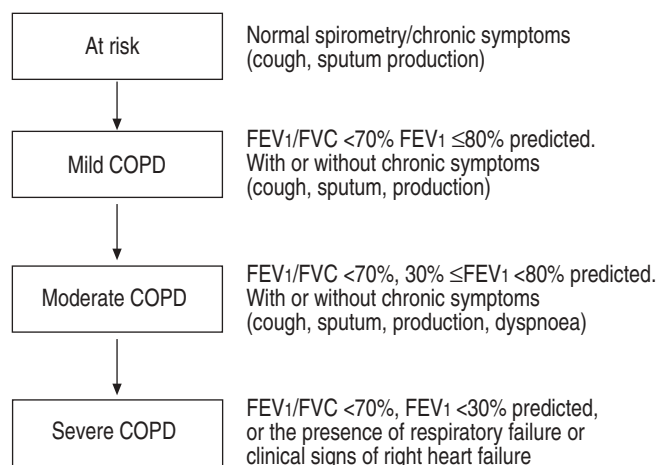 At risk
Normal spirometry/chronic symptoms
(cough, sputum production)
Mild COPD
FEV1/FVC <70% FEV1 ≤80% predicted.
With or without chronic symptoms
(cough, sputum, production)
Moderate COPD
FEV1/FVC <70%, 30% ≤FEV1 <80% predicted.
With or without chronic symptoms
(cough, sputum, production, dyspnoea)
Severe COPD
FEV1/FVC <70%, FEV1 <30% predicted,
or the presence of respiratory failure or
clinical signs of right heart failure